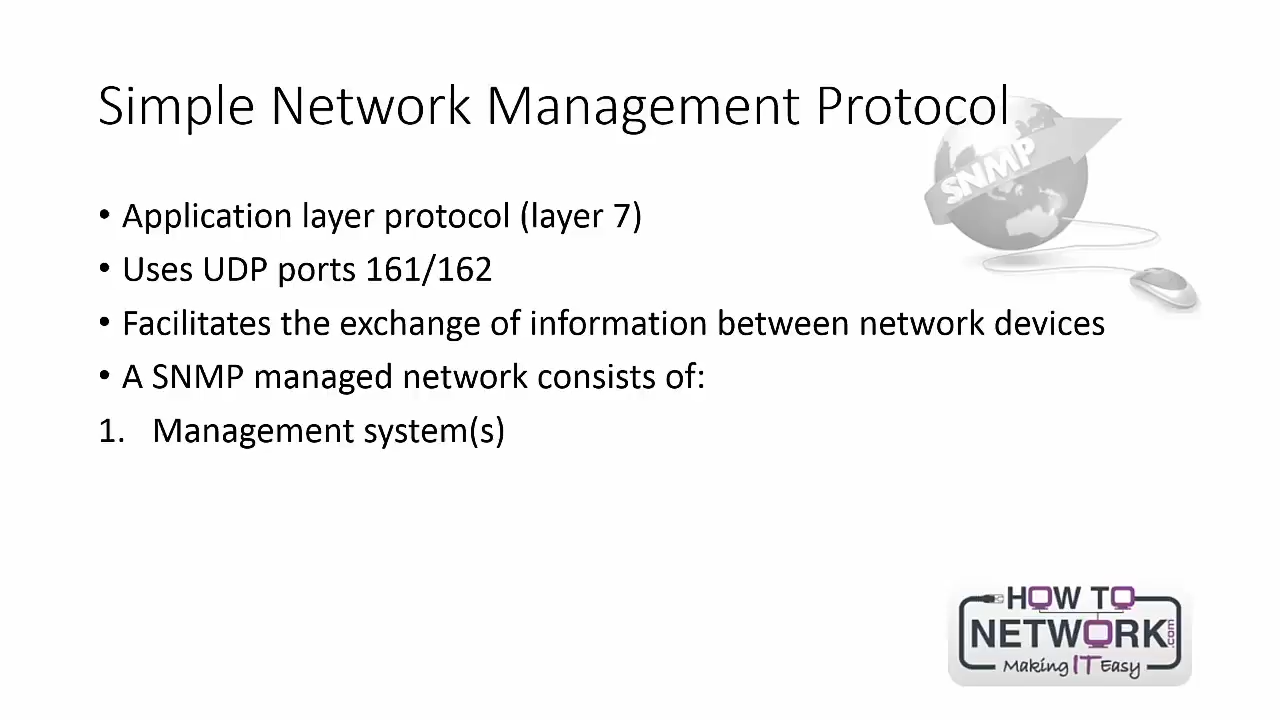 Simple Network Management Protocol
SNMP
• Application layer protocol (layer 7)
• Uses UDP ports 161/162
• Facilitates the exchange of information between network devices
• A SNMP managed network consists of:
1. Management system(s)
HOW TO
NETWORK.com
Making IT Easy